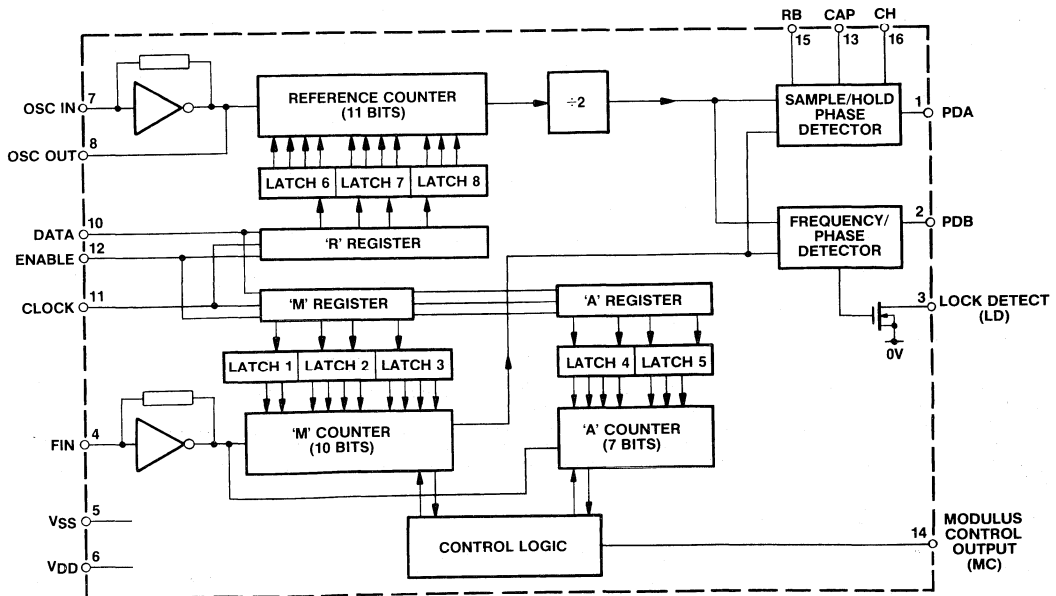 RB CAP CH
15 13 16
7
OSC IN
REFERENCE COUNTER
(11 BITS)
÷2
SAMPLE/HOLD
PHASE
DETECTOR
1
PDA
8
OSC OUT
LATCH 6 LATCH 7 LATCH 8
10
DATA
'R' REGISTER
12
ENABLE
FREQUENCY/
PHASE
DETECTOR
2
PDB
11
CLOCK
'M' REGISTER
'A' REGISTER
3
LOCK DETECT
(LD)
0V
LATCH 1 LATCH 2 LATCH 3
LATCH 4 LATCH 5
4
FIN
'M' COUNTER
(10 BITS)
'A' COUNTER
(7 BITS)
5
VSS
6
VDD
CONTROL LOGIC
14
MODULUS
CONTROL
OUTPUT
(MC)